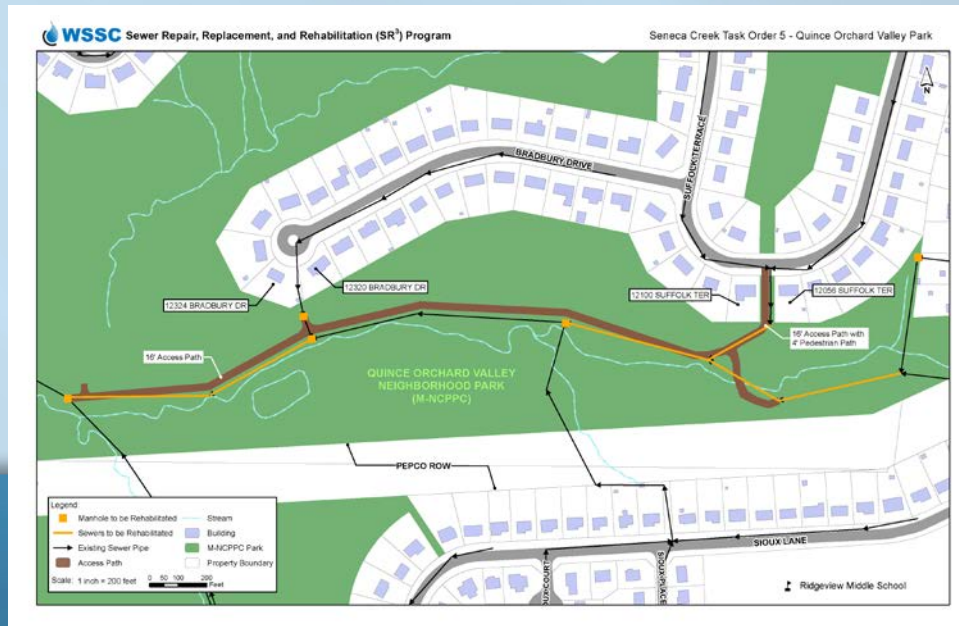 WSSC Sewer Repair, Replacement, and Rehabilitation (SR³) Program
Seneca Creek Task Order 5 - Quince Orchard Valley Park
N
BRADBURY DRIVE
SUFFOLK TERRACE
12324 BRADBURY DR
12320 BRADBURY DR
12100 SUFFOLK TER
12056 SUFFOLK TER
16' Access Path
16' Access Path with
4' Pedestrian Path
QUINCE ORCHARD VALLEY
NEIGHBORHOOD PARK
(M-NCPPC)
PEPCO ROW
SIOUX LANE
SIOUX PLACE
COURT
Ridgeview Middle School
Legend
Manhole to be Rehabilitated
Sewers to be Rehabilitated
Existing Sewer Pipe
Access Path
Stream
Building
M-NCPPC Park
Property Boundary
Scale: 1 inch = 200 feet
0 50 100 200
Feet